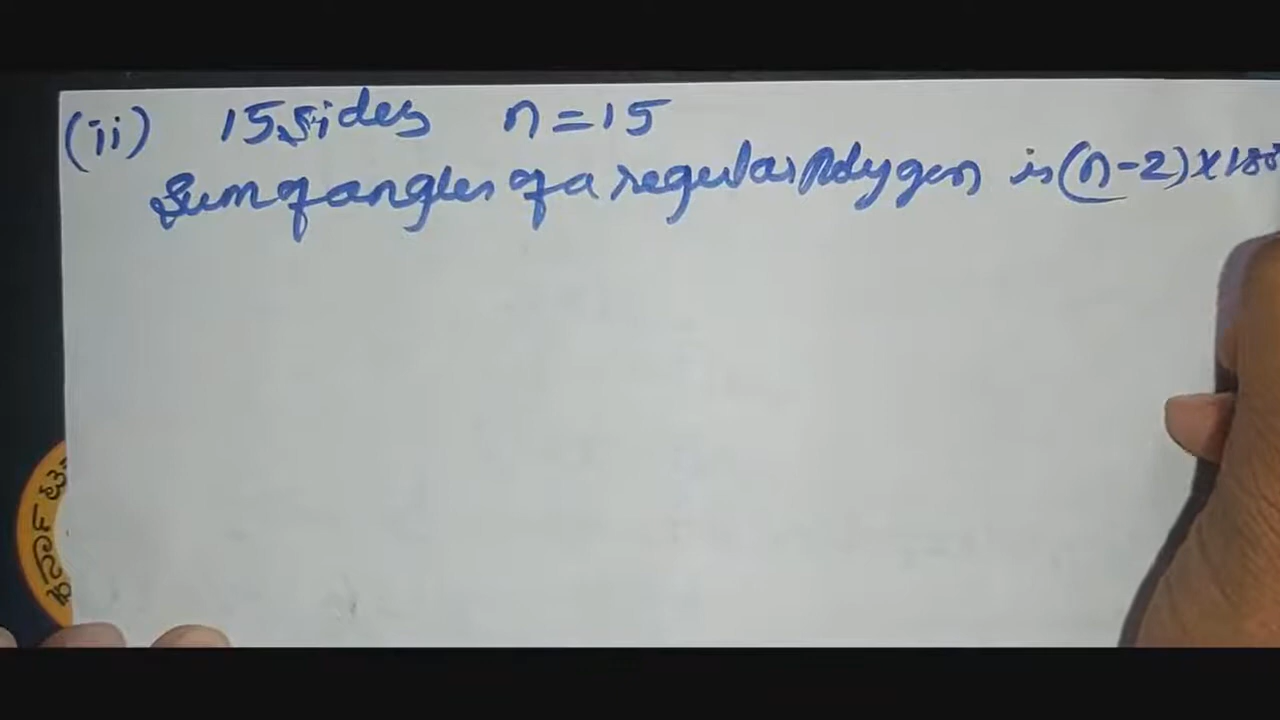 (ii) 15 sides n = 15
Sum of angles of a regular Polygon is (n-2)×180°